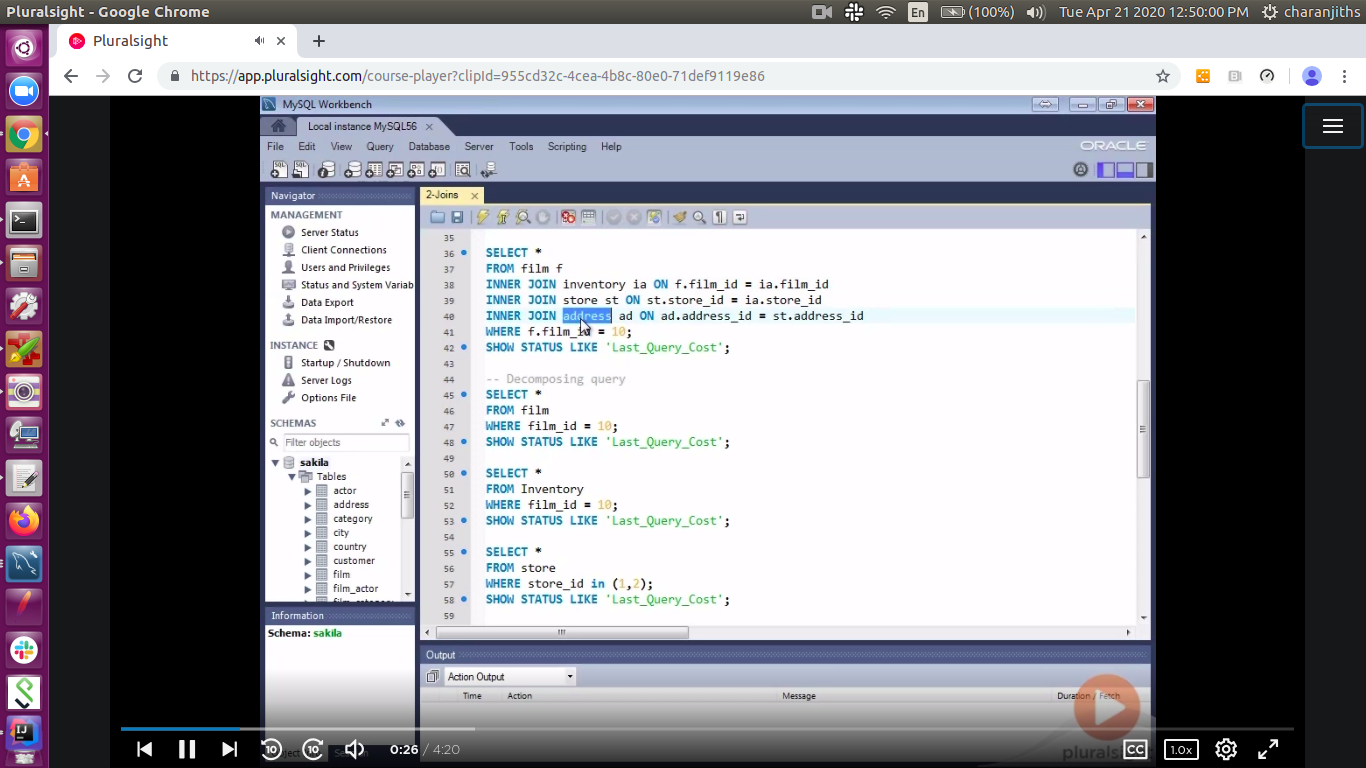 Pluralsight - Google Chrome
En (100%) Tue Apr 21 2020 12:50:00 PM charanjiths
Pluralsight
https://app.pluralsight.com/course-player?clipId=955cd32c-4cea-4b8c-80e0-71def9119e86
MySQL Workbench
Local instance MySQL56
File Edit View Query Database Server Tools Scripting Help
ORACLE
Navigator
MANAGEMENT
Server Status
Client Connections
Users and Privileges
Status and System Variab
Data Export
Data Import/Restore
INSTANCE
Startup / Shutdown
Server Logs
Options File
SCHEMAS
Filter objects
sakila
Tables
actor
address
category
city
country
customer
film
film_actor
Information
Schema: sakila
2-Joins
35
36 SELECT *
37 FROM film f
38 INNER JOIN inventory ia ON f.film_id = ia.film_id
39 INNER JOIN store st ON st.store_id = ia.store_id
40 INNER JOIN address ad ON ad.address_id = st.address_id
41 WHERE f.film_id = 10;
42 SHOW STATUS LIKE 'Last_Query_Cost';
43
44 -- Decomposing query
45 SELECT *
46 FROM film
47 WHERE film_id = 10;
48 SHOW STATUS LIKE 'Last_Query_Cost';
49
50 SELECT *
51 FROM Inventory
52 WHERE film_id = 10;
53 SHOW STATUS LIKE 'Last_Query_Cost';
54
55 SELECT *
56 FROM store
57 WHERE store_id in (1,2);
58 SHOW STATUS LIKE 'Last_Query_Cost';
59
Output
Action Output
Time Action Message Duration / Fetch
pluralsight
10 10 0:26 / 4:20 CC 1.0x